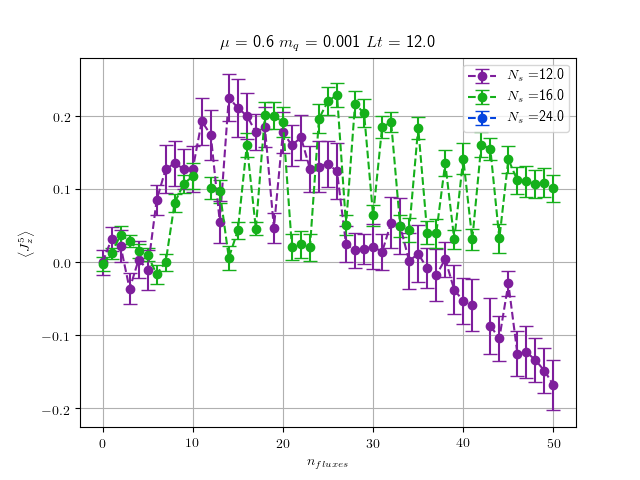 μ = 0.6 m_q = 0.001 Lt = 12.0
N_s =12.0
N_s =16.0
N_s =24.0
⟨J_z^5⟩
0.2
0.1
0.0
−0.1
−0.2
0 10 20 30 40 50
n_fluxes